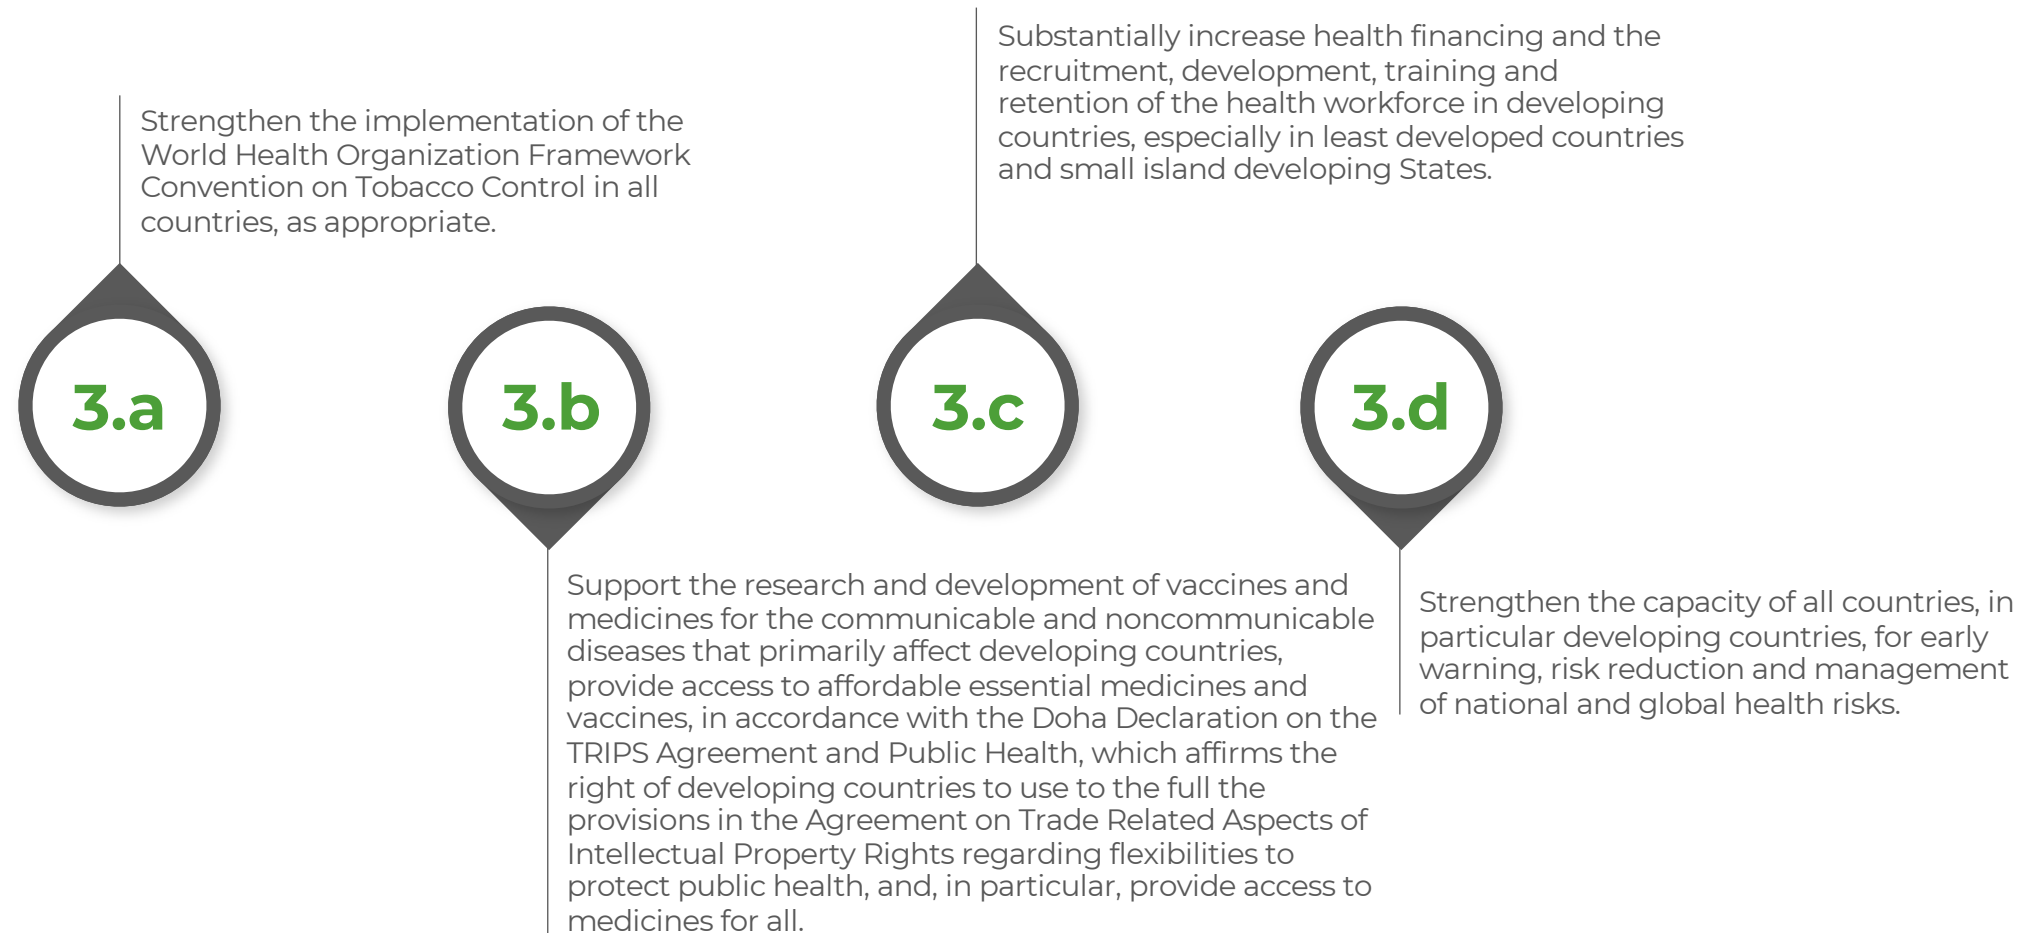 3.a
Strengthen the implementation of the
World Health Organization Framework
Convention on Tobacco Control in all
countries, as appropriate.
3.b
Support the research and development of vaccines and
medicines for the communicable and noncommunicable
diseases that primarily affect developing countries,
provide access to affordable essential medicines and
vaccines, in accordance with the Doha Declaration on the
TRIPS Agreement and Public Health, which affirms the
right of developing countries to use to the full the
provisions in the Agreement on Trade Related Aspects of
Intellectual Property Rights regarding flexibilities to
protect public health, and, in particular, provide access to
medicines for all.
3.c
Substantially increase health financing and the
recruitment, development, training and
retention of the health workforce in developing
countries, especially in least developed countries
and small island developing States.
3.d
Strengthen the capacity of all countries, in
particular developing countries, for early
warning, risk reduction and management
of national and global health risks.